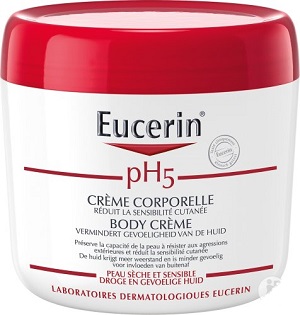 Eucerin®
Eucerin
pH5
CRÈME CORPORELLE
RÉDUIT LA SENSIBILITÉ CUTANÉE
BODY CRÈME
VERMINDERT GEVOELIGHEID VAN DE HUID
Préserve la capacité de la peau à résister aux agressions
extérieures et réduit la sensibilité cutanée
De huid krijgt meer weerstand en is minder gevoelig
voor invloeden van buitenaf
PEAU SÈCHE ET SENSIBLE
DROGE EN GEVOELIGE HUID
LABORATOIRES DERMATOLOGIQUES EUCERIN